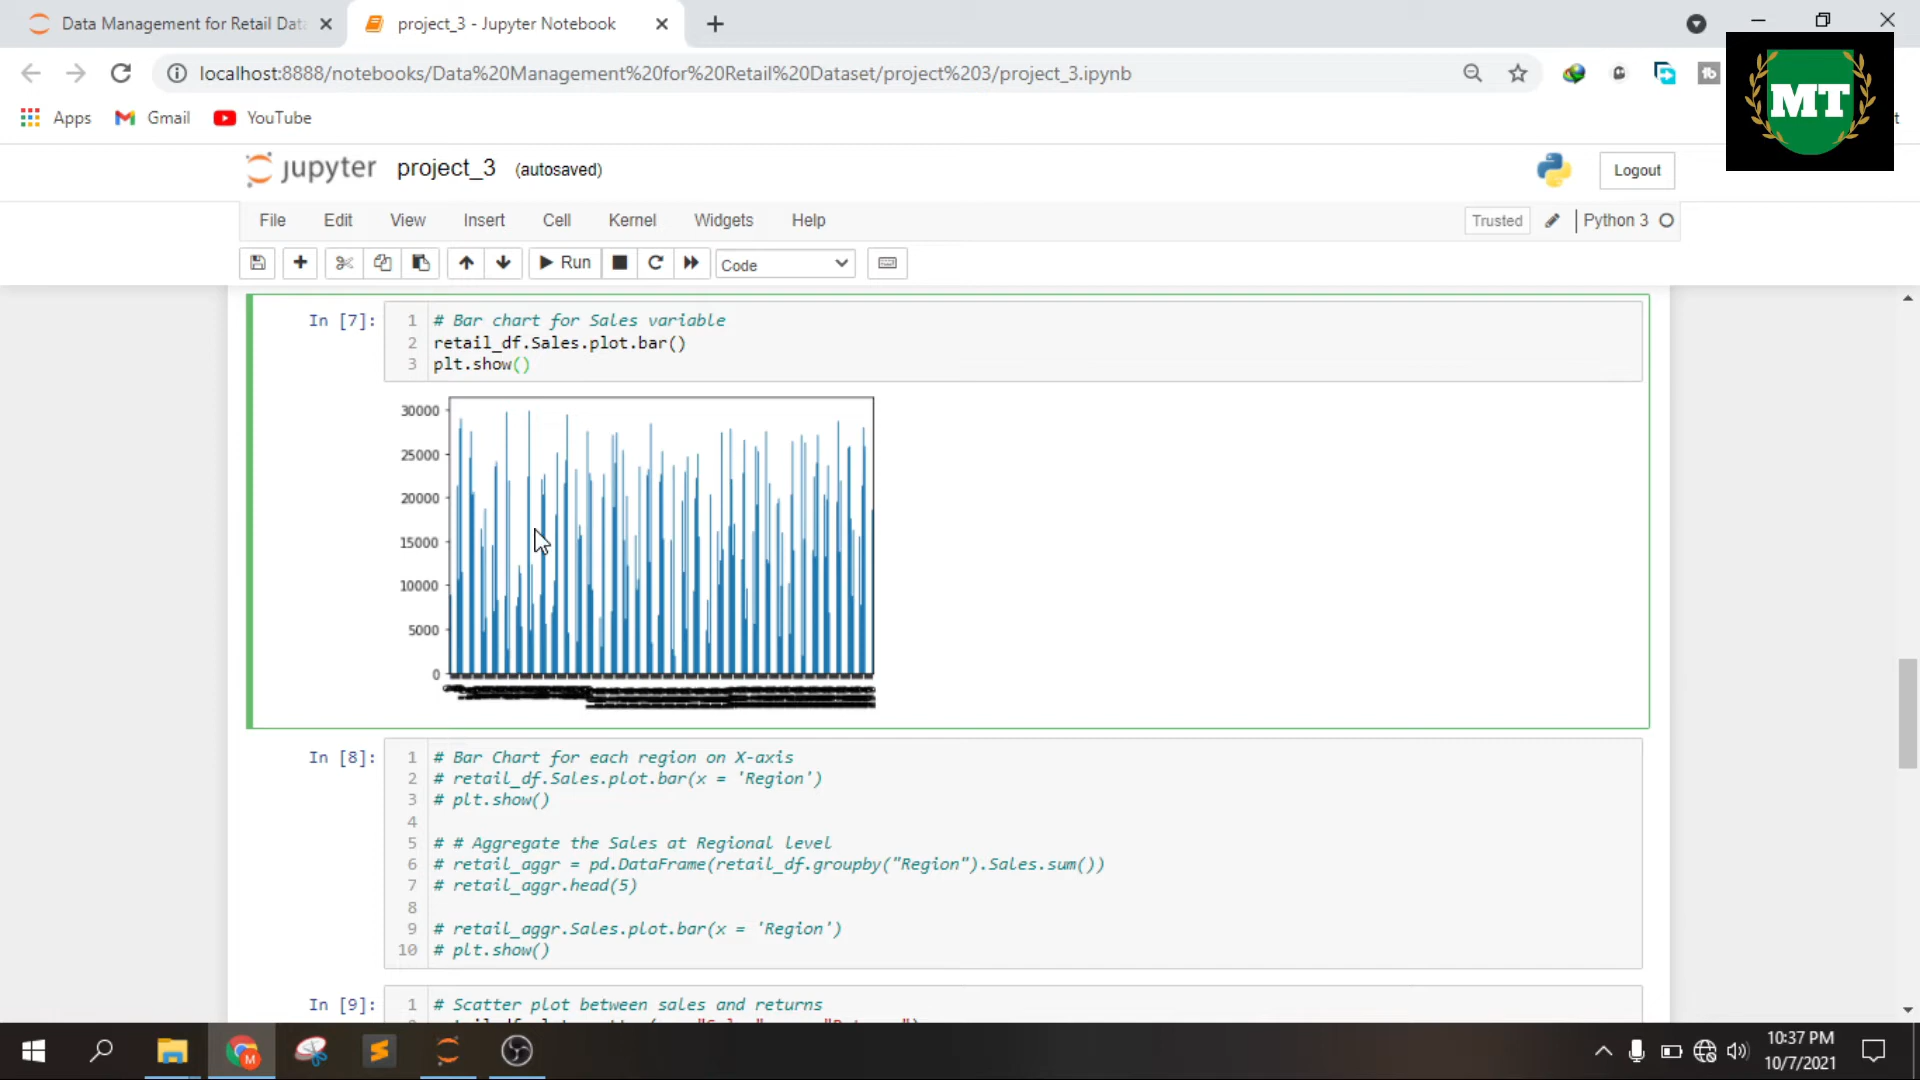 Data Management for Retail Dat
project_3 - Jupyter Notebook
localhost:8888/notebooks/Data%20Management%20for%20Retail%20Dataset/project%203/project_3.ipynb
Apps
Gmail
YouTube
MT
jupyter
project_3
(autosaved)
Logout
File Edit View Insert Cell Kernel Widgets Help
Trusted
Python 3
Run
Code
In [7]:
1 # Bar chart for Sales variable
2 retail_df.Sales.plot.bar()
3 plt.show()
30000
25000
20000
15000
10000
5000
0
In [8]:
1 # Bar Chart for each region on X-axis
2 # retail_df.Sales.plot.bar(x = 'Region')
3 # plt.show()
4
5 # # Aggregate the Sales at Regional level
6 # retail_aggr = pd.DataFrame(retail_df.groupby("Region").Sales.sum())
7 # retail_aggr.head(5)
8
9 # retail_aggr.Sales.plot.bar(x = 'Region')
10 # plt.show()
In [9]:
1 # Scatter plot between sales and returns
10:37 PM
10/7/2021